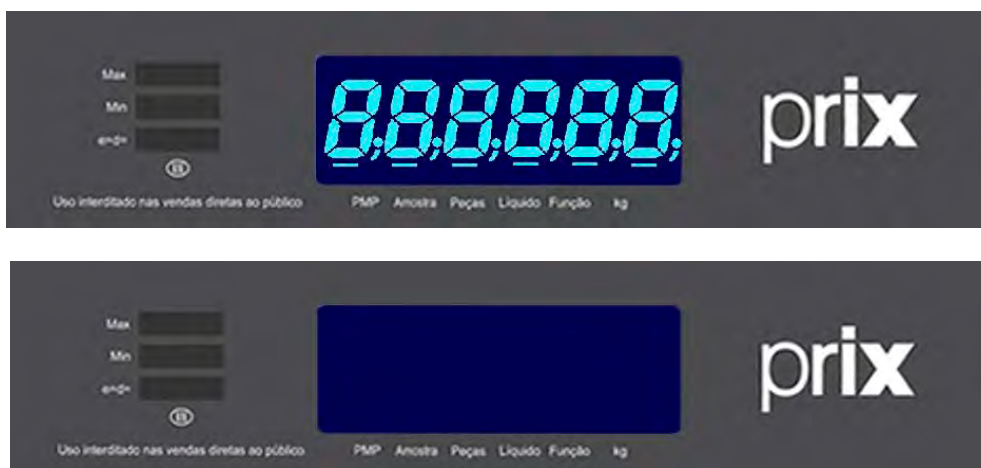 Max
Min
e=d=
8.8.8.8.8.8.
prix
Uso interditado nas vendas diretas ao público
PMP Amostra Peças Líquido Função kg
Max
Min
e=d=
prix
Uso interditado nas vendas diretas ao público
PMP Amostra Peças Líquido Função kg